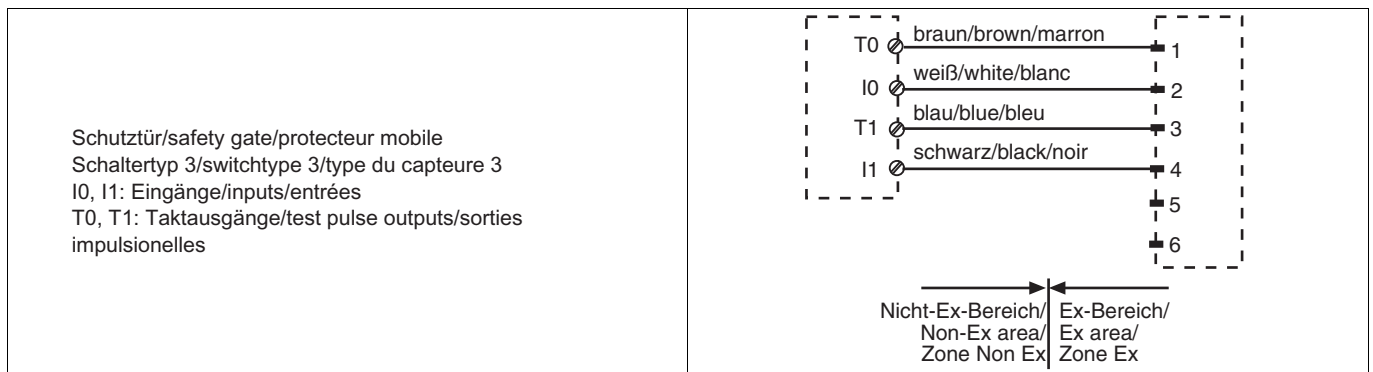 Schutztür/safety gate/protecteur mobile
Schaltertyp 3/switchtype 3/type du capteure 3
I0, I1: Eingänge/inputs/entrées
T0, T1: Taktausgänge/test pulse outputs/sorties
impulsionelles
T0 braun/brown/marron 1
I0 weiß/white/blanc 2
T1 blau/blue/bleu 3
I1 schwarz/black/noir 4
5
6
Nicht-Ex-Bereich/ Ex-Bereich/
Non-Ex area/ Ex area/
Zone Non Ex Zone Ex